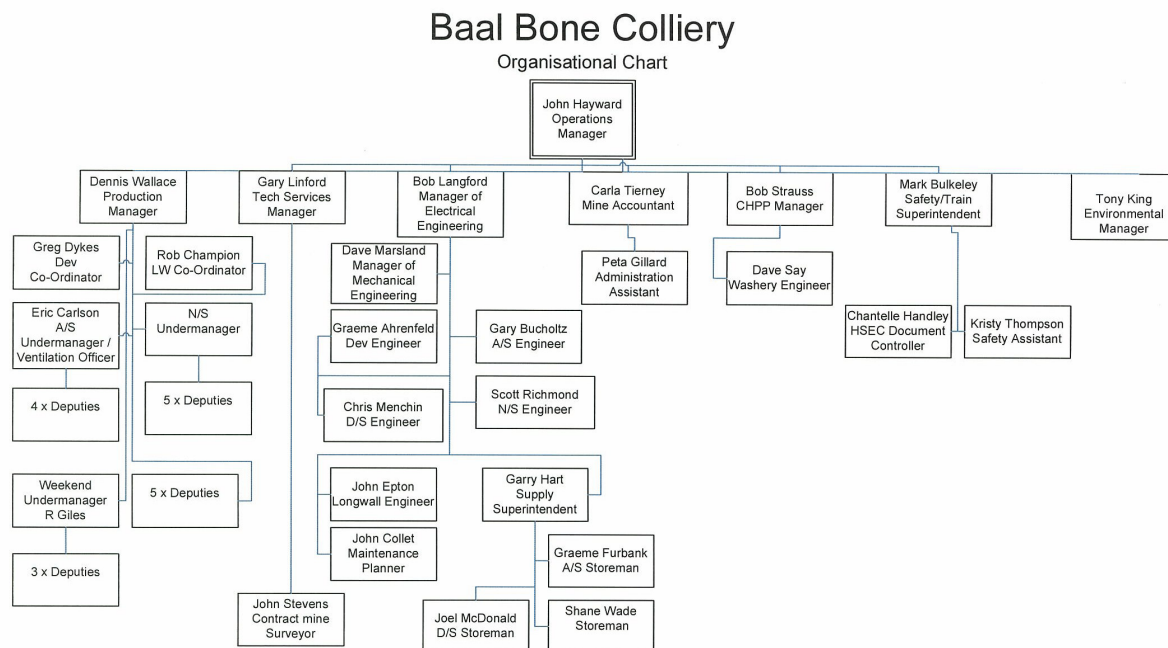 Baal Bone Colliery
Organisational Chart
John Hayward
Operations
Manager
Dennis Wallace
Production
Manager
Gary Linford
Tech Services
Manager
Bob Langford
Manager of
Electrical
Engineering
Carla Tierney
Mine Accountant
Bob Strauss
CHPP Manager
Mark Bulkeley
Safety/Train
Superintendent
Tony King
Environmental
Manager
Greg Dykes
Dev
Co-Ordinator
Rob Champion
LW Co-Ordinator
Dave Marsland
Manager of
Mechanical
Engineering
Peta Gillard
Administration
Assistant
Dave Say
Washery Engineer
Eric Carlson
A/S
Undermanager /
Ventilation Officer
N/S
Undermanager
Graeme Ahrenfeld
Dev Engineer
Gary Bucholtz
A/S Engineer
Chantelle Handley
HSEC Document
Controller
Kristy Thompson
Safety Assistant
4 x Deputies
5 x Deputies
Chris Menchin
D/S Engineer
Scott Richmond
N/S Engineer
Weekend
Undermanager
R Giles
5 x Deputies
John Epton
Longwall Engineer
Garry Hart
Supply
Superintendent
3 x Deputies
John Collet
Maintenance
Planner
Graeme Furbank
A/S Storeman
John Stevens
Contract mine
Surveyor
Joel McDonald
D/S Storeman
Shane Wade
Storeman